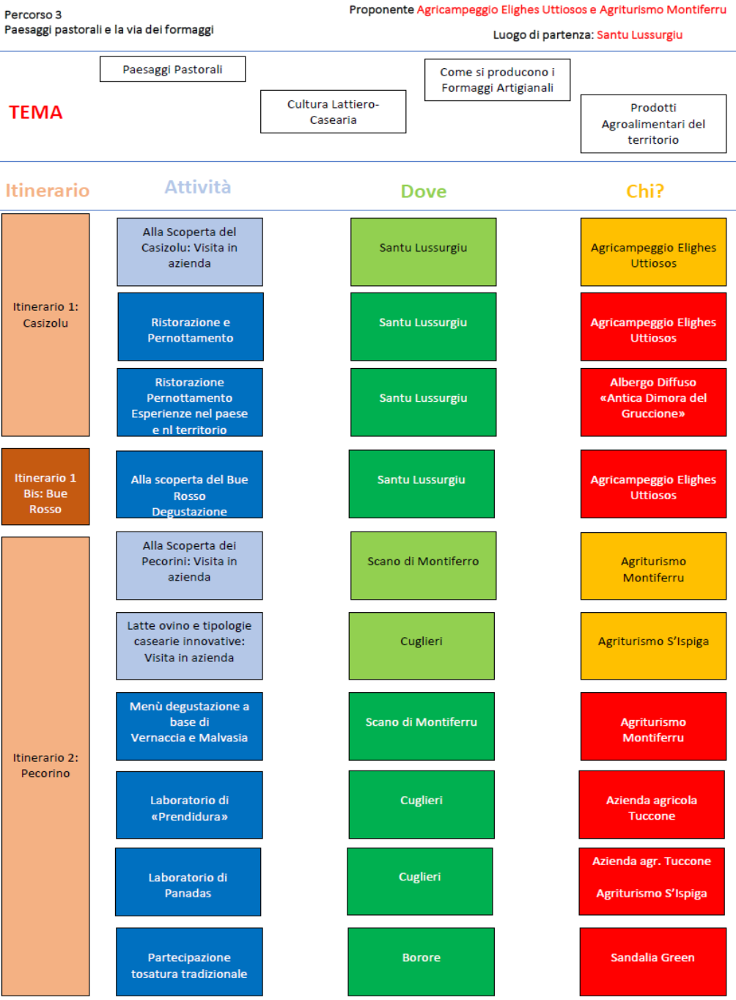 Percorso 3
Paesaggi pastorali e la via dei formaggi
Proponente Agricampeggio Elighes Uttiosos e Agriturismo Montiferru
Luogo di partenza: Santu Lussurgiu
TEMA
Paesaggi Pastorali
Cultura Lattiero-
Casearia
Come si producono i
Formaggi Artigianali
Prodotti
Agroalimentari del
territorio
Itinerario
Attività
Dove
Chi?
Itinerario 1:
Casizolu
Alla Scoperta del
Casizolu: Visita in
azienda
Santu Lussurgiu
Agricampeggio Elighes
Uttiosos
Ristorazione e
Pernottamento
Santu Lussurgiu
Agricampeggio Elighes
Uttiosos
Ristorazione
Pernottamento
Esperienze nel paese
e nl territorio
Santu Lussurgiu
Albergo Diffuso
«Antica Dimora del
Gruccione»
Itinerario 1
Bis: Bue
Rosso
Alla scoperta del Bue
Rosso
Degustazione
Santu Lussurgiu
Agricampeggio Elighes
Uttiosos
Itinerario 2:
Pecorino
Alla Scoperta dei
Pecorini: Visita in
azienda
Scano di Montiferro
Agriturismo
Montiferru
Latte ovino e tipologie
casearie innovative:
Visita in azienda
Cuglieri
Agriturismo S'Ispiga
Menù degustazione a
base di
Vernaccia e Malvasia
Scano di Montiferru
Agriturismo
Montiferru
Laboratorio di
«Prendidura»
Cuglieri
Azienda agricola
Tuccone
Laboratorio di
Panadas
Cuglieri
Azienda agr. Tuccone
Agriturismo S'Ispiga
Partecipazione
tosatura tradizionale
Borore
Sandalia Green